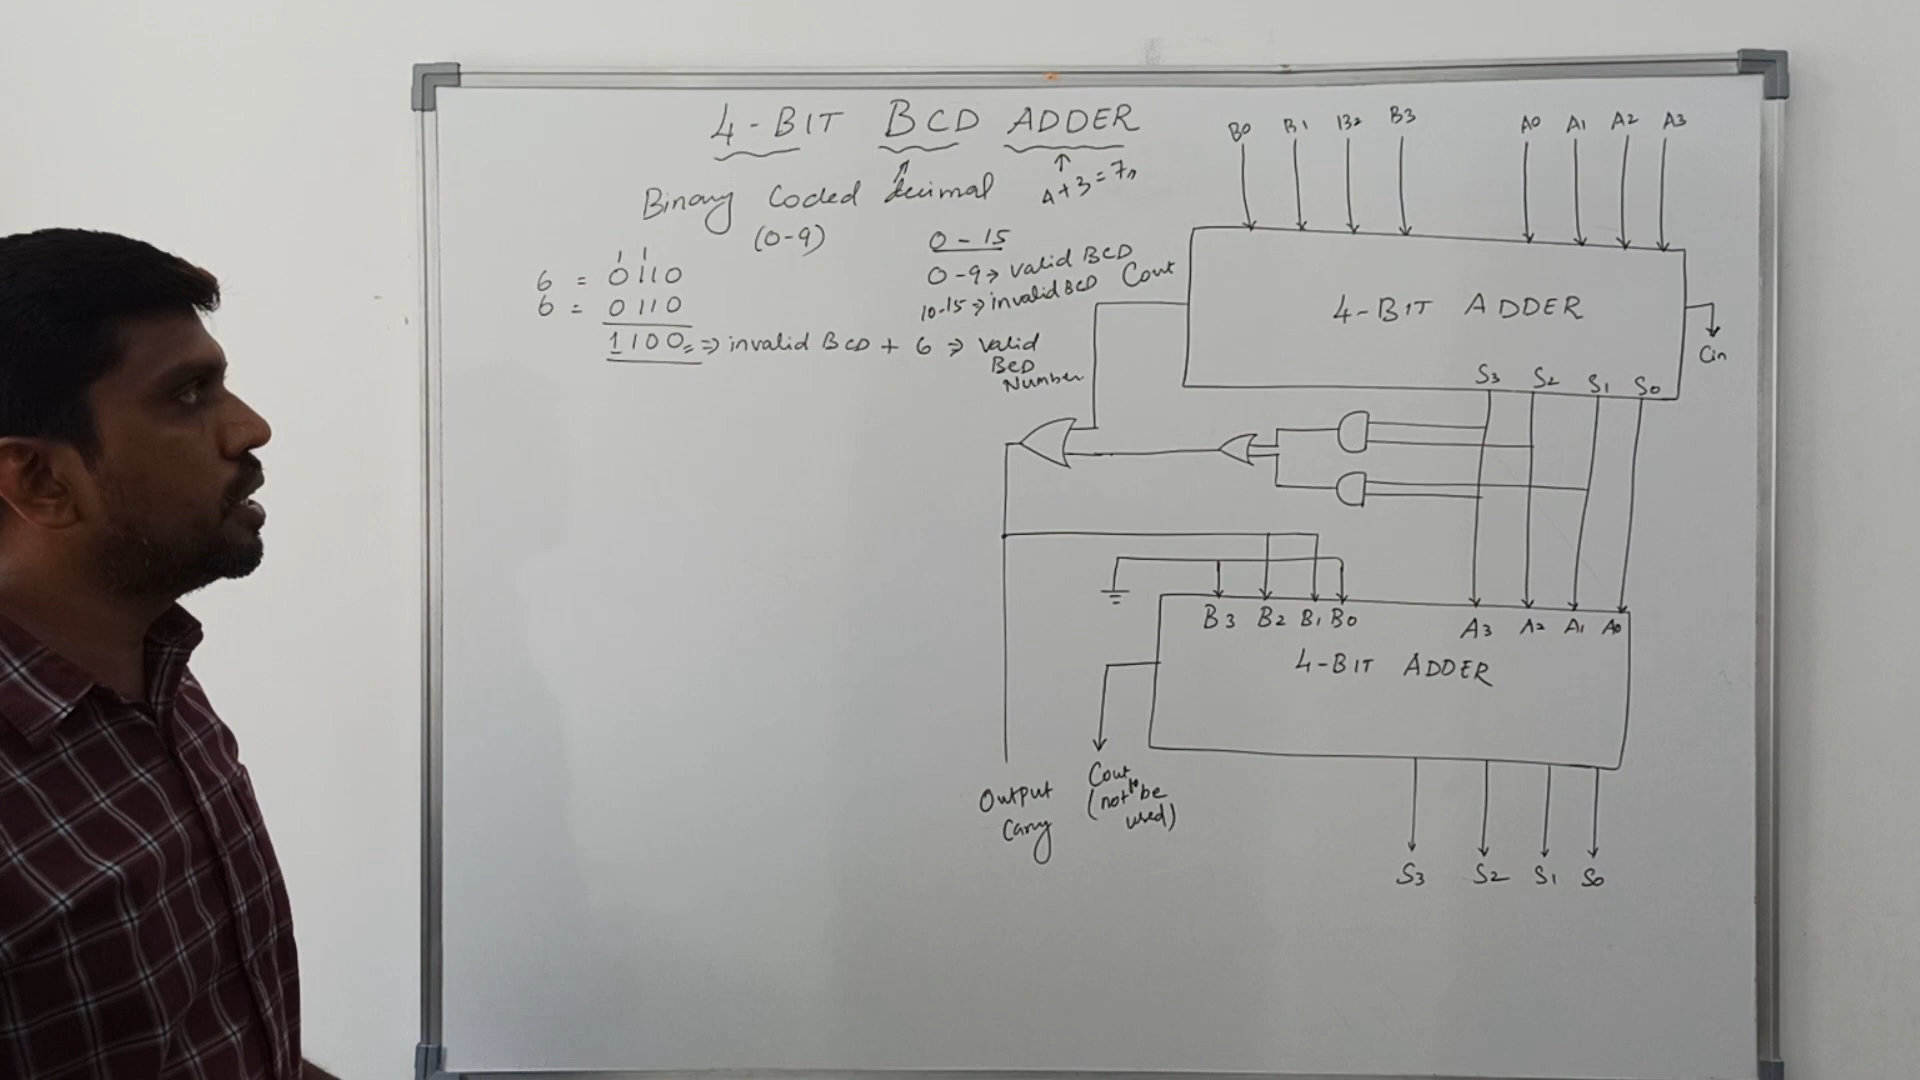 4-BIT BCD ADDER
Binary Coded decimal
4+3=7,
(0-9)
0-15
0-9→ valid BCD
10-15→ invalid BCD
1 1
6 = 0110
6 = 0110
1100 ⇒ invalid BCD + 6 ⇒ valid
BCD
Number
B0 B1 B2 B3 A0 A1 A2 A3
Cout
4-BIT ADDER
Cin
S3 S2 S1 S0
B3 B2 B1 B0 A3 A2 A1 A0
4-BIT ADDER
Output
Carry
Cout
(not to be
used)
S3 S2 S1 S0